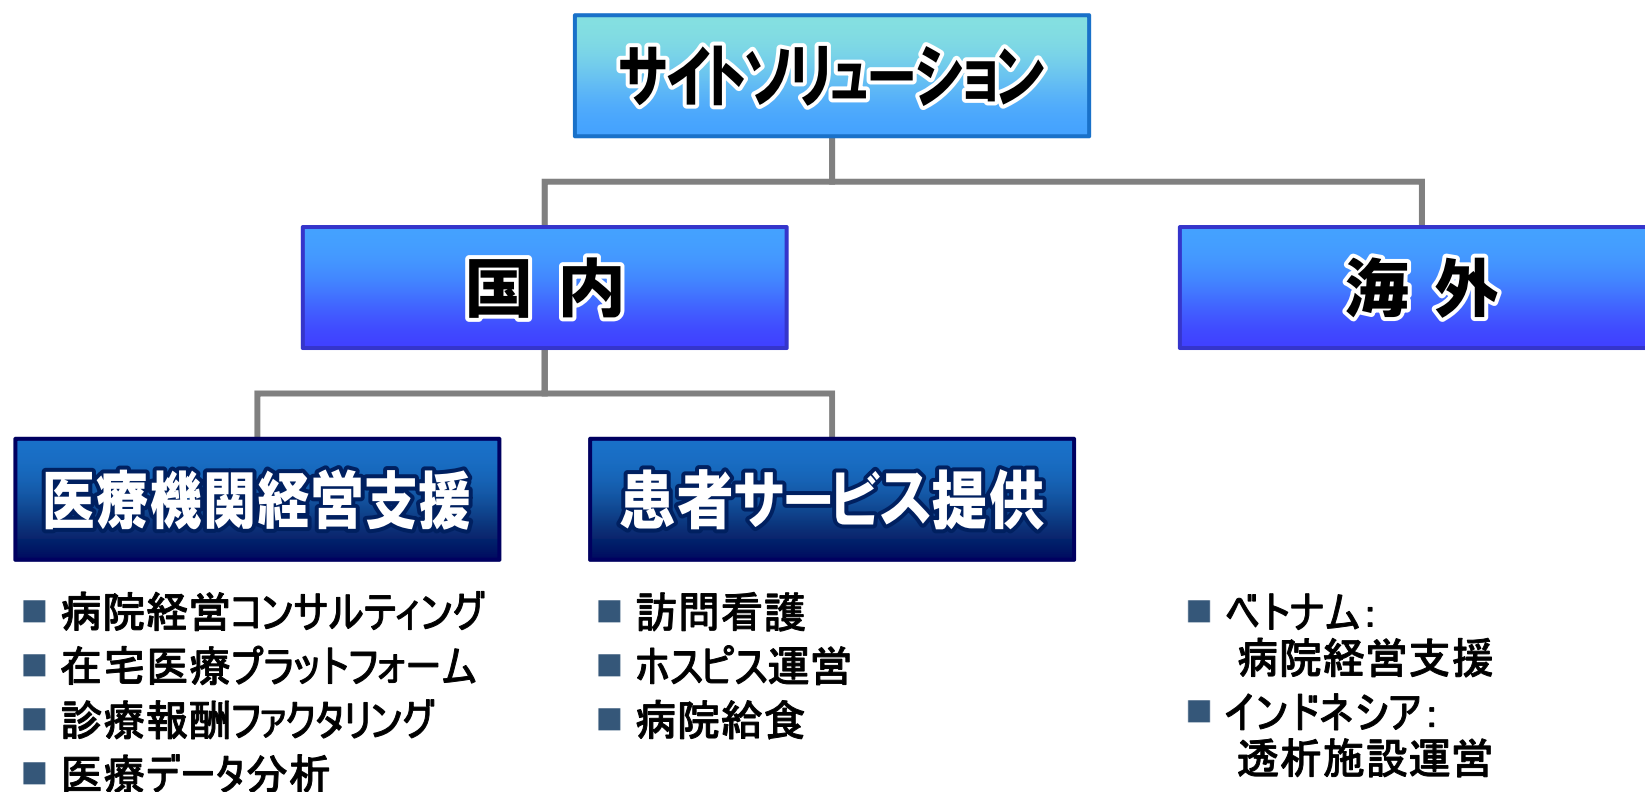 サイトソリューション
国内
海外
医療機関経営支援
患者サービス提供
■ 病院経営コンサルティング
■ 在宅医療プラットフォーム
■ 診療報酬ファクタリング
■ 医療データ分析
■ 訪問看護
■ ホスピス運営
■ 病院給食
■ ベトナム：
病院経営支援
■ インドネシア：
透析施設運営